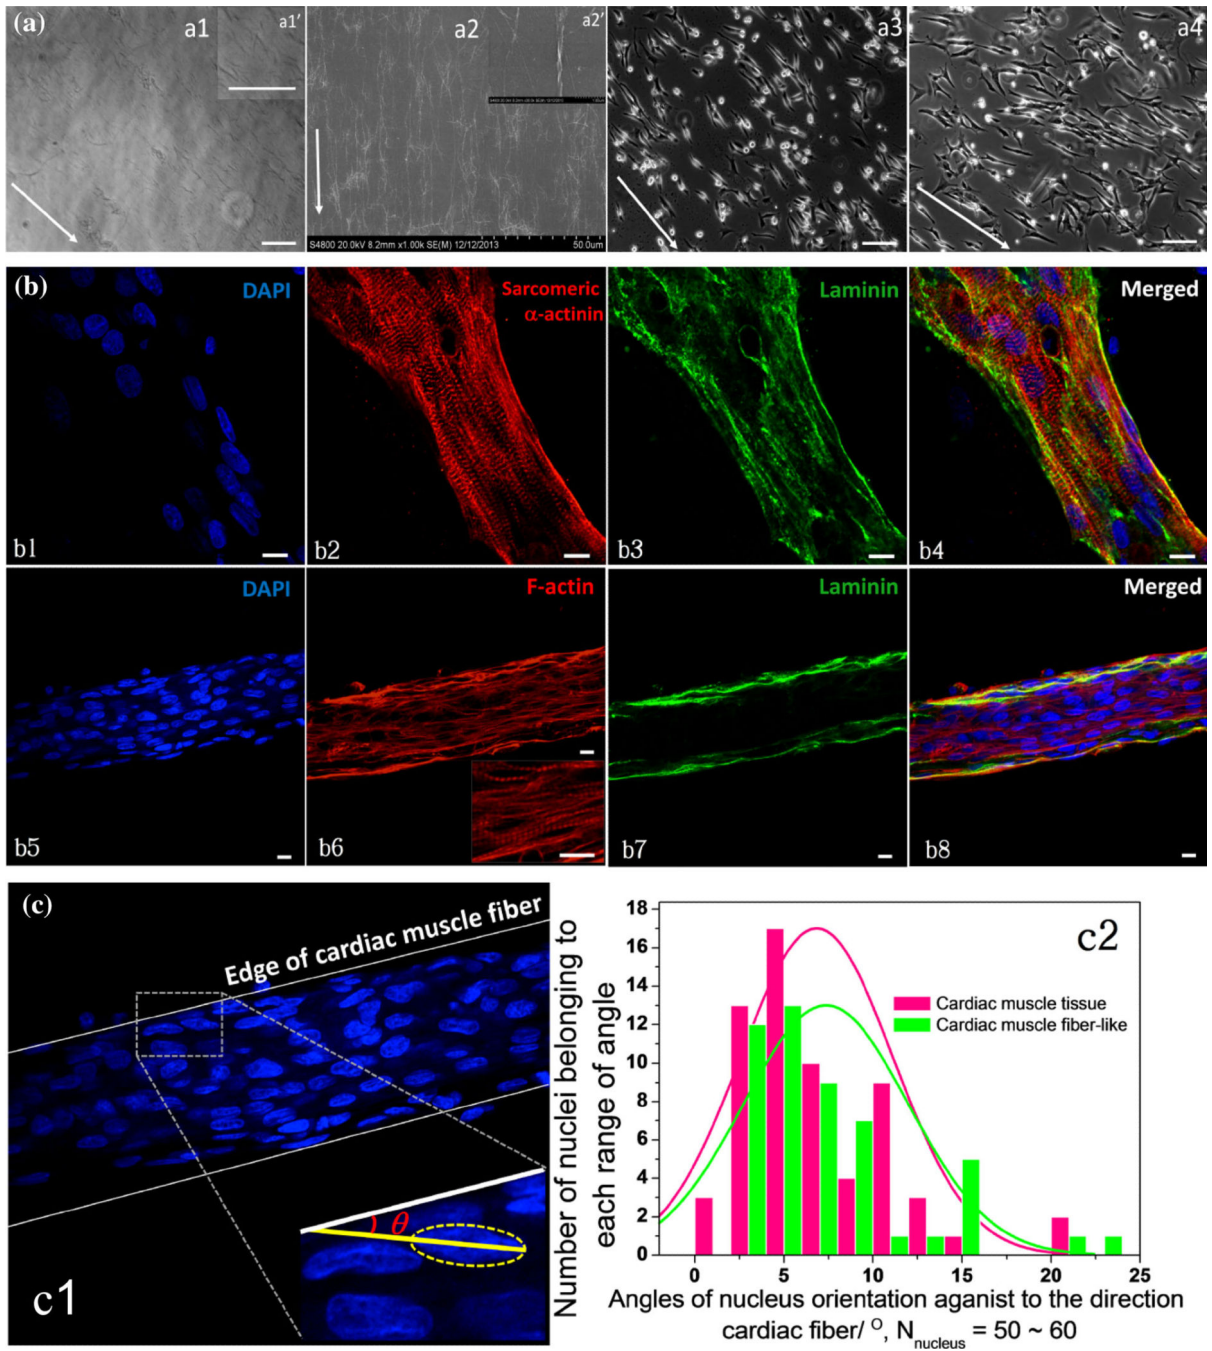 (a)
a1
a1'
a2
a2'
S4800 20.0kV 8.2mm x1.00k SE(M) 12/12/2013
50.0um
a3
a4
(b)
DAPI
b1
Sarcomeric
α-actinin
b2
Laminin
b3
Merged
b4
DAPI
b5
F-actin
b6
Laminin
b7
Merged
b8
(c)
Edge of cardiac muscle fiber
θ
c1
Number of nuclei belonging to
each range of angle
18
16
14
12
10
8
6
4
2
0
c2
Cardiac muscle tissue
Cardiac muscle fiber-like
0 5 10 15 20 25
Angles of nucleus orientation aganist to the direction
cardiac fiber/ O, Nnucleus = 50 ~ 60